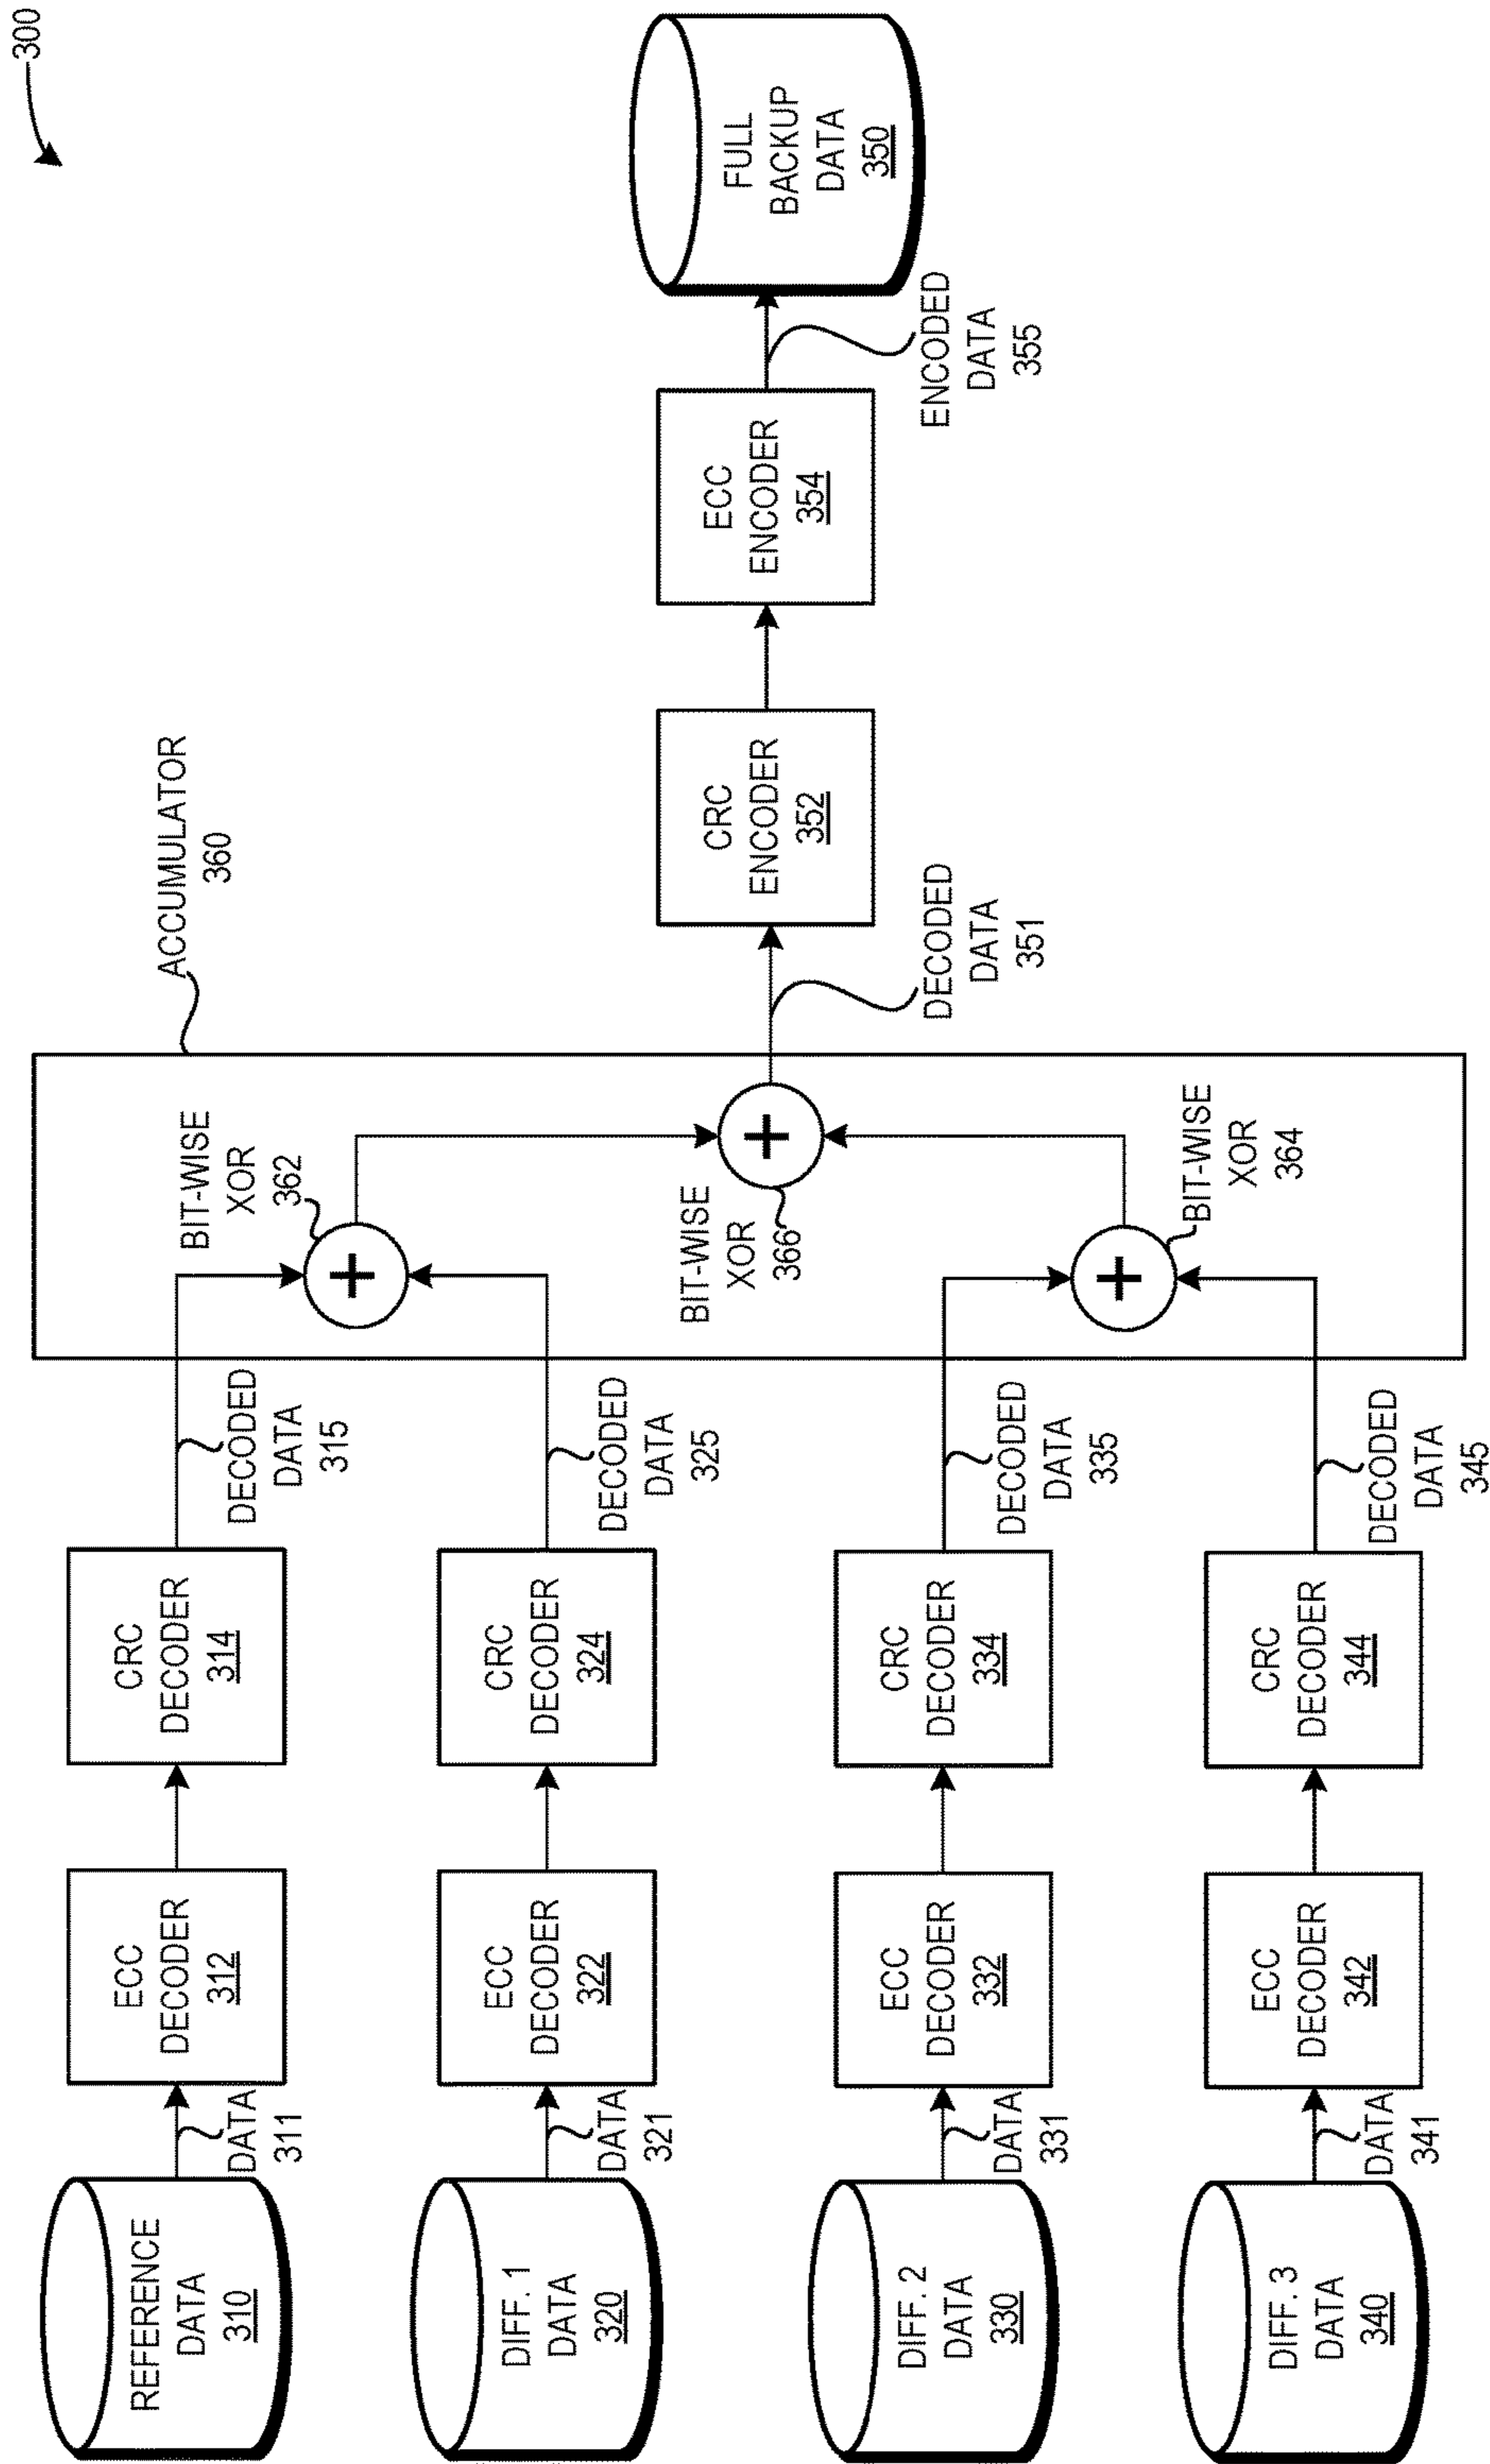 300
REFERENCE
DATA
310
DATA
311
ECC
DECODER
312
CRC
DECODER
314
DECODED
DATA
315
DIFF. 1
DATA
320
DATA
321
ECC
DECODER
322
CRC
DECODER
324
DECODED
DATA
325
DIFF. 2
DATA
330
DATA
331
ECC
DECODER
332
CRC
DECODER
334
DECODED
DATA
335
DIFF. 3
DATA
340
DATA
341
ECC
DECODER
342
CRC
DECODER
344
DECODED
DATA
345
ACCUMULATOR
360
BIT-WISE
XOR
362
+
BIT-WISE
XOR
366
+
BIT-WISE
XOR
364
+
DECODED
DATA
351
CRC
ENCODER
352
ECC
ENCODER
354
ENCODED
DATA
355
FULL
BACKUP
DATA
350